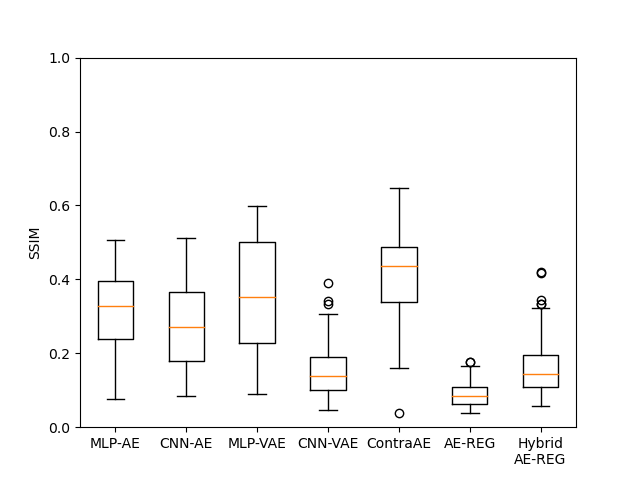 1.0
0.8
0.6
0.4
0.2
0.0
SSIM
MLP-AE
CNN-AE
MLP-VAE
CNN-VAE
ContraAE
AE-REG
Hybrid
AE-REG